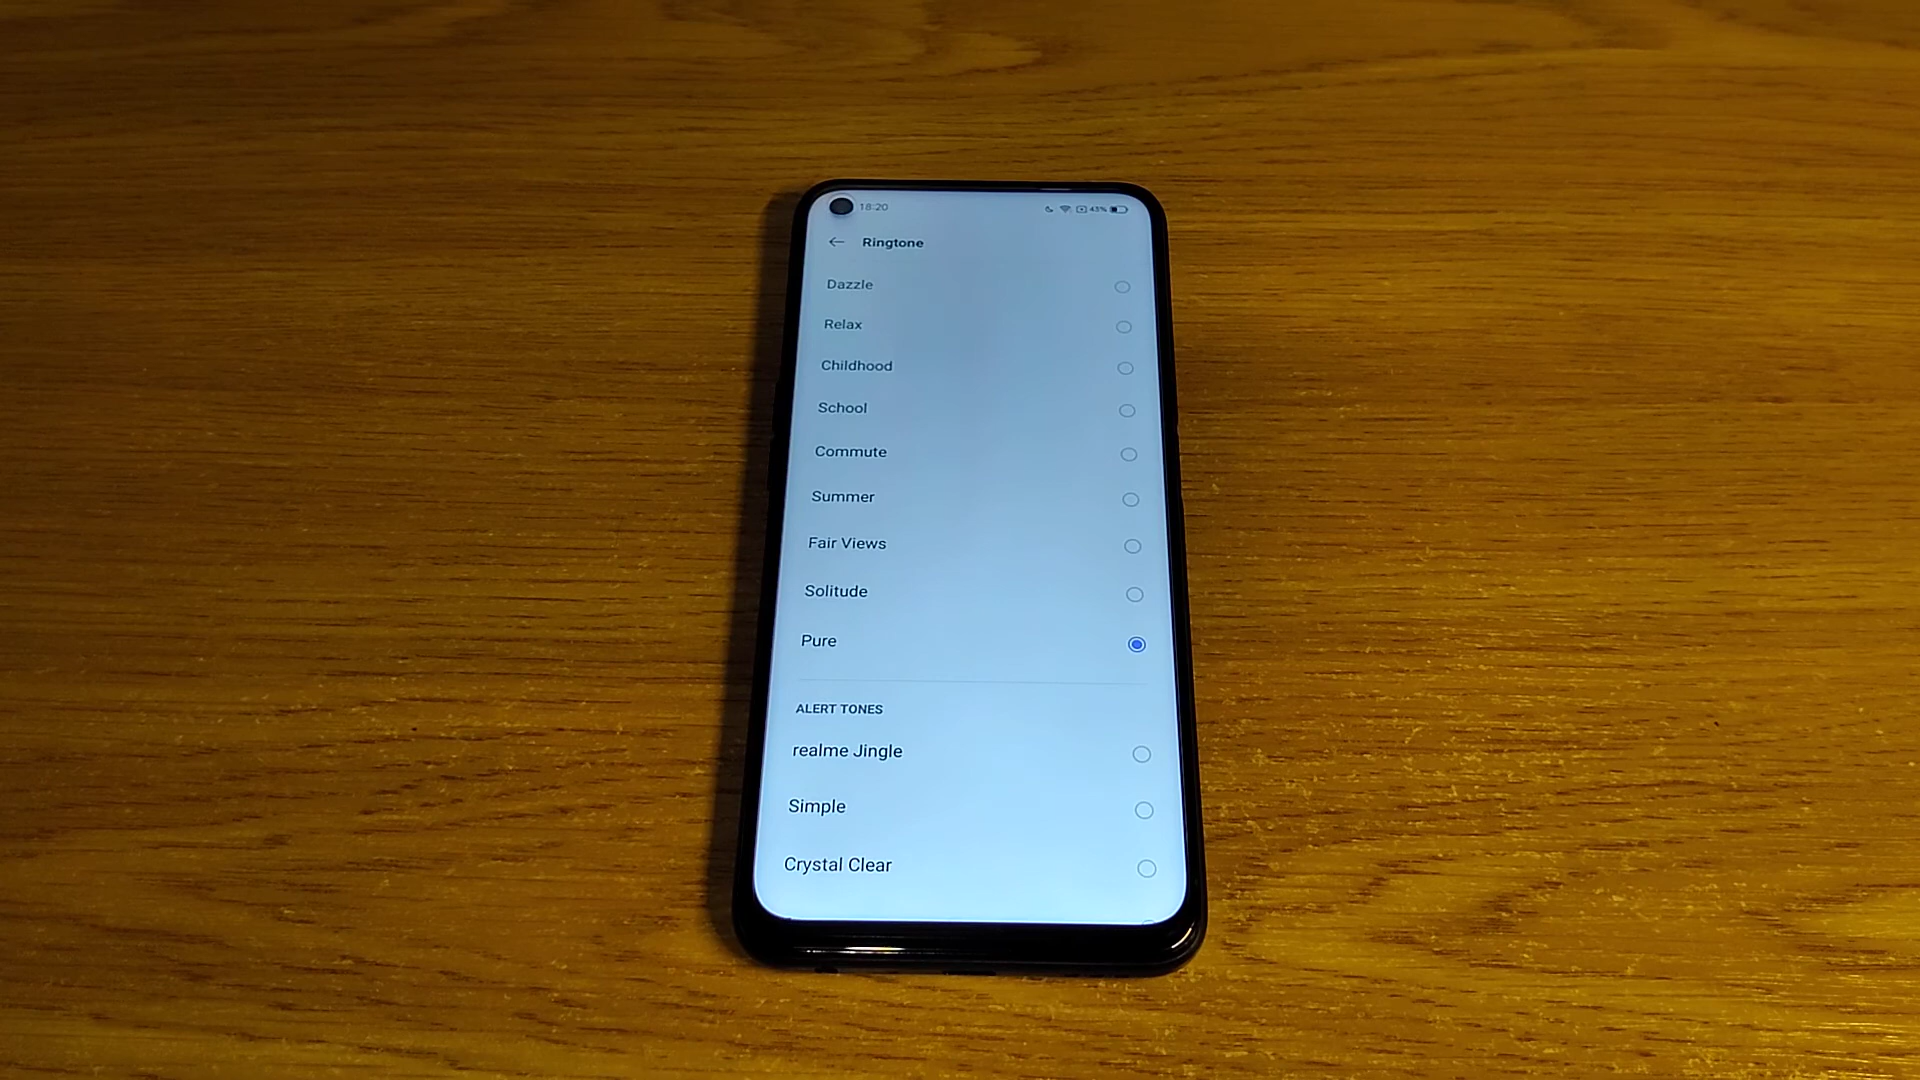 18:20
45%
Ringtone
Dazzle
Relax
Childhood
School
Commute
Summer
Fair Views
Solitude
Pure
ALERT TONES
realme Jingle
Simple
Crystal Clear